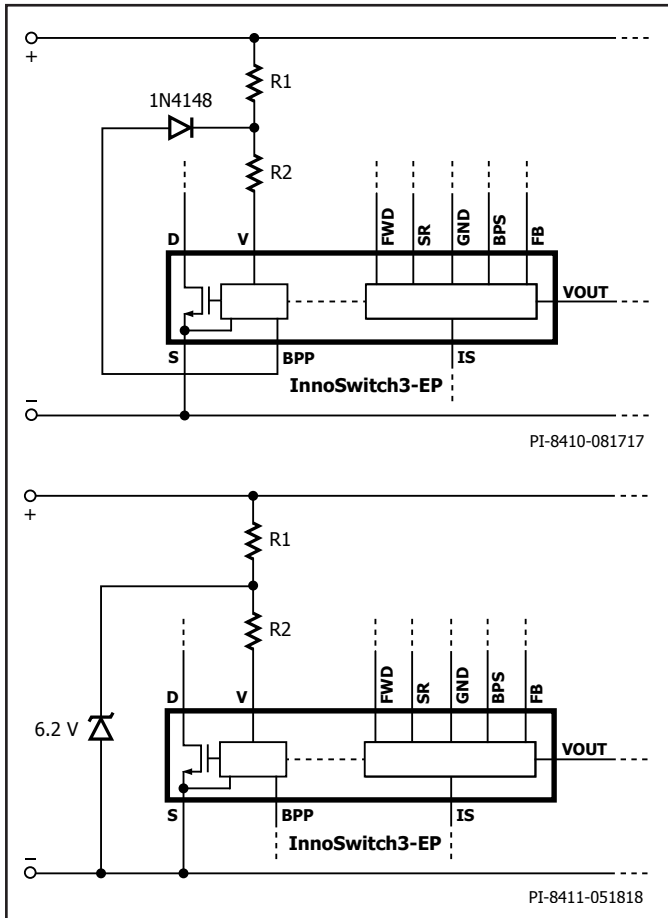 +
R1
1N4148
R2
D
V
FWD
SR
GND
BPS
FB
VOUT
S
BPP
IS
InnoSwitch3-EP
–
PI-8410-081717
+
R1
R2
D
V
FWD
SR
GND
BPS
FB
6.2 V
VOUT
S
BPP
IS
InnoSwitch3-EP
–
PI-8411-051818